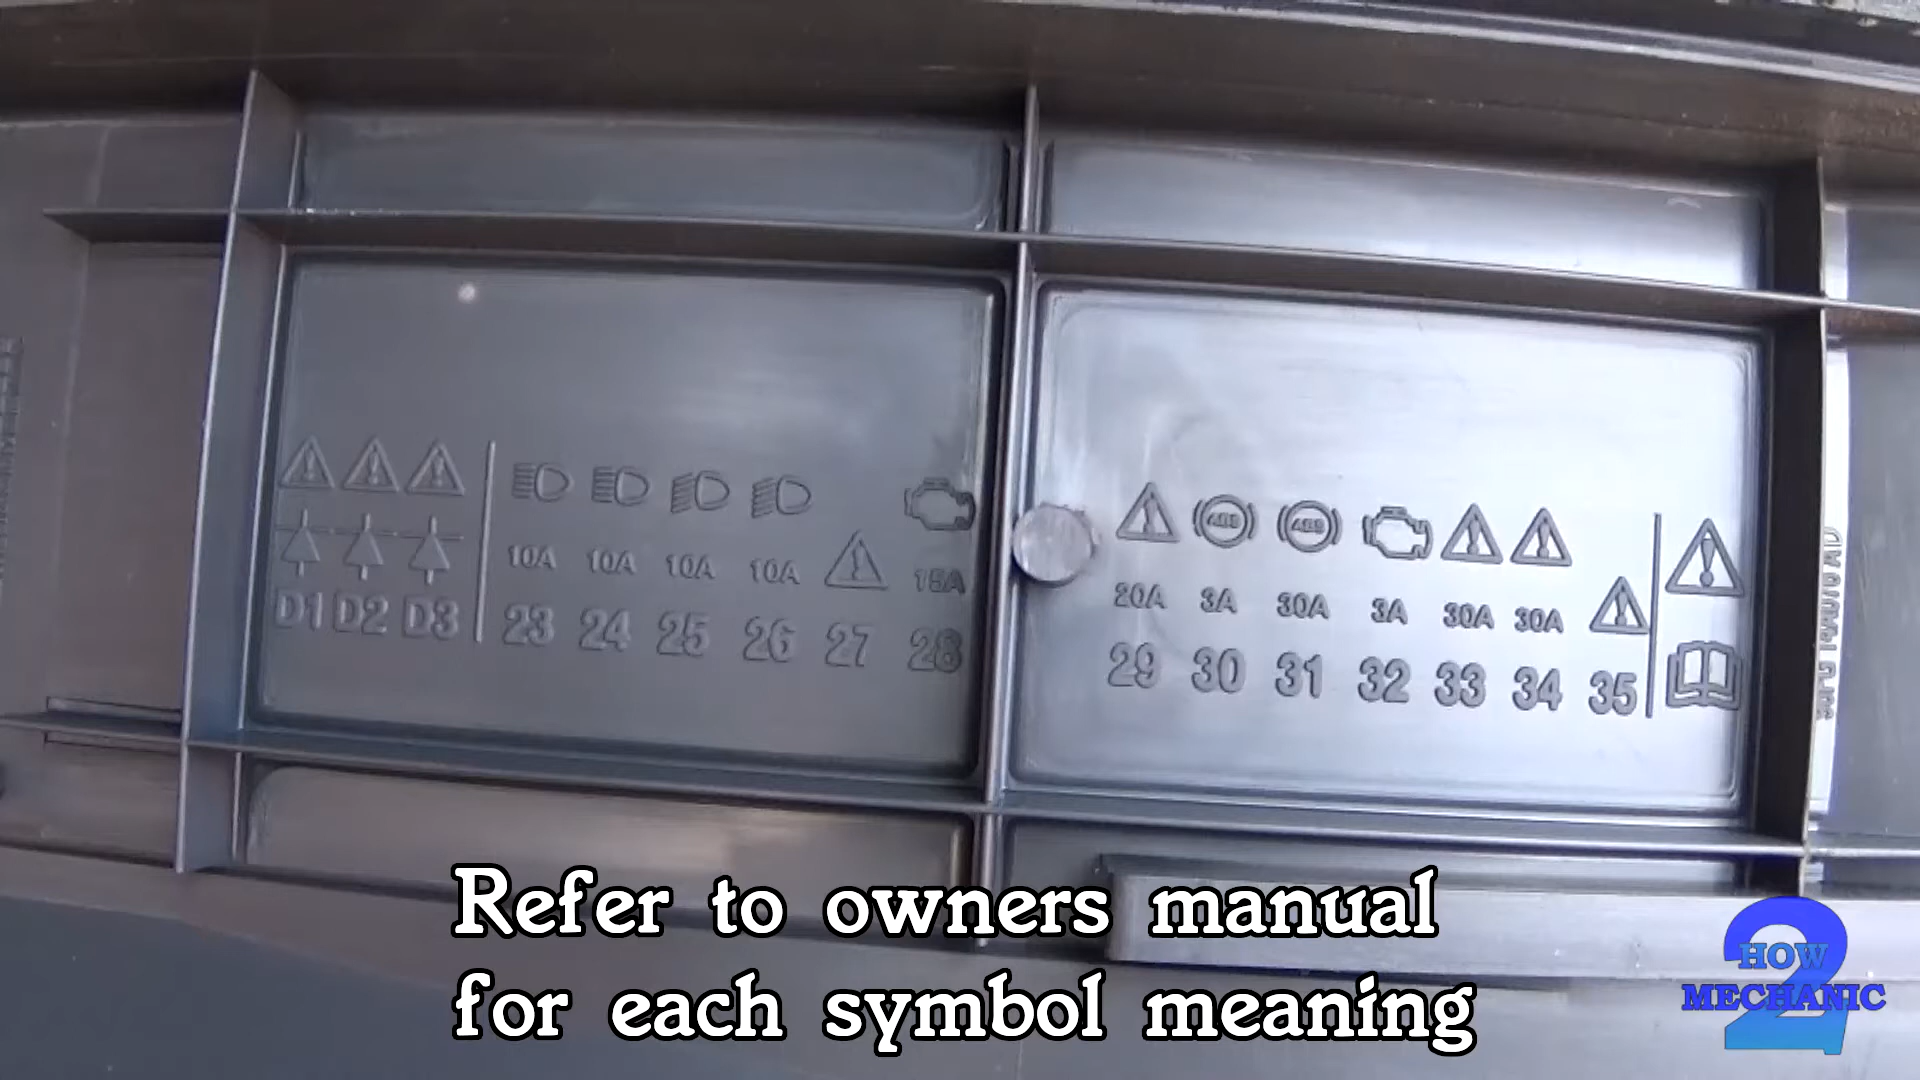 10A 10A 10A 10A 15A
D1 D2 D3 23 24 25 26 27 28
ABS ABS
20A 3A 30A 3A 30A 30A
29 30 31 32 33 34 35
Refer to owners manual
for each symbol meaning
2
HOW
MECHANIC